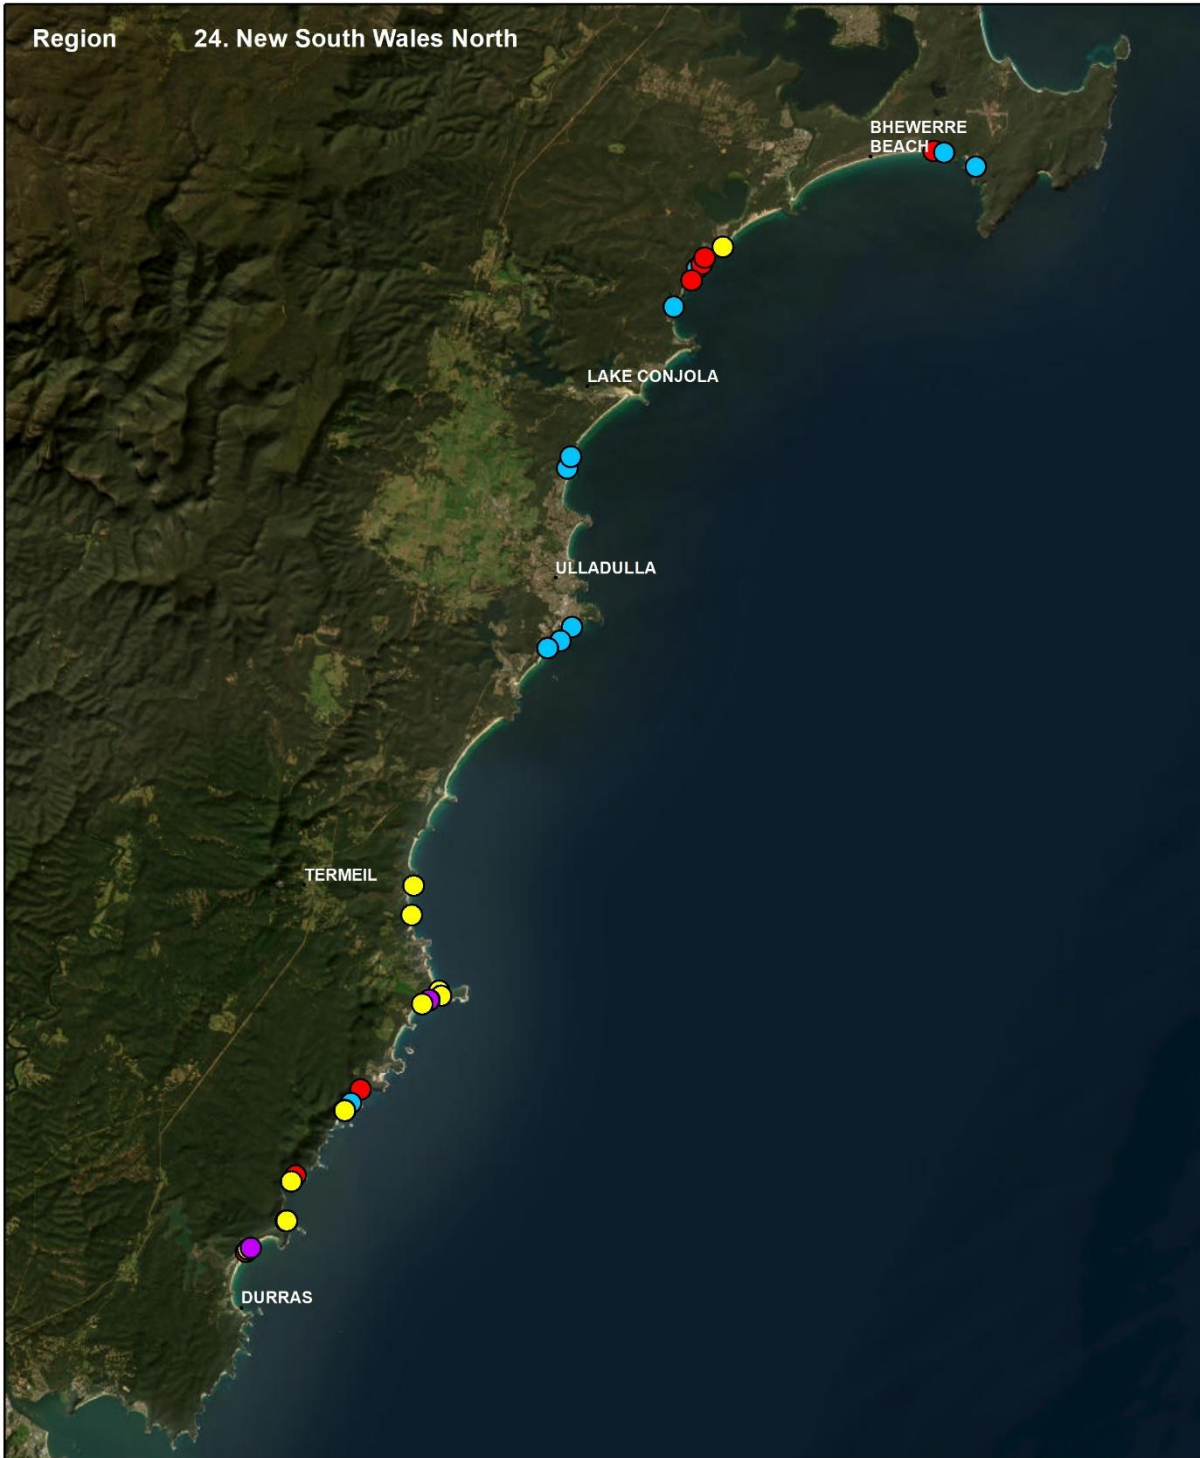 Region 24. New South Wales North
BHEWERRE
BEACH
LAKE CONJOLA
ULLADULLA
TERMEIL
DURRAS